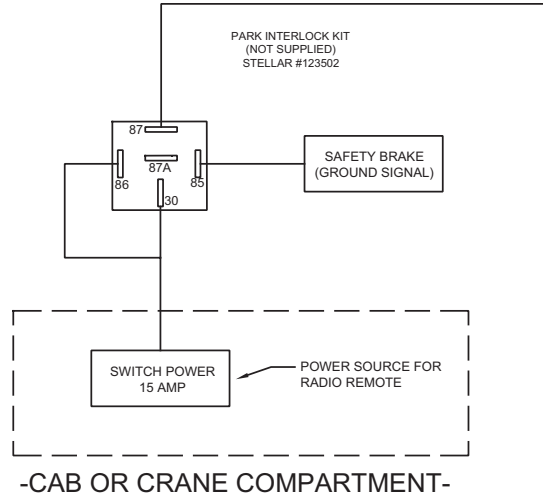 PARK INTERLOCK KIT
(NOT SUPPLIED)
STELLAR #123502
87
87A
86
85
30
SAFETY BRAKE
(GROUND SIGNAL)
SWITCH POWER
15 AMP
POWER SOURCE FOR
RADIO REMOTE
-CAB OR CRANE COMPARTMENT-